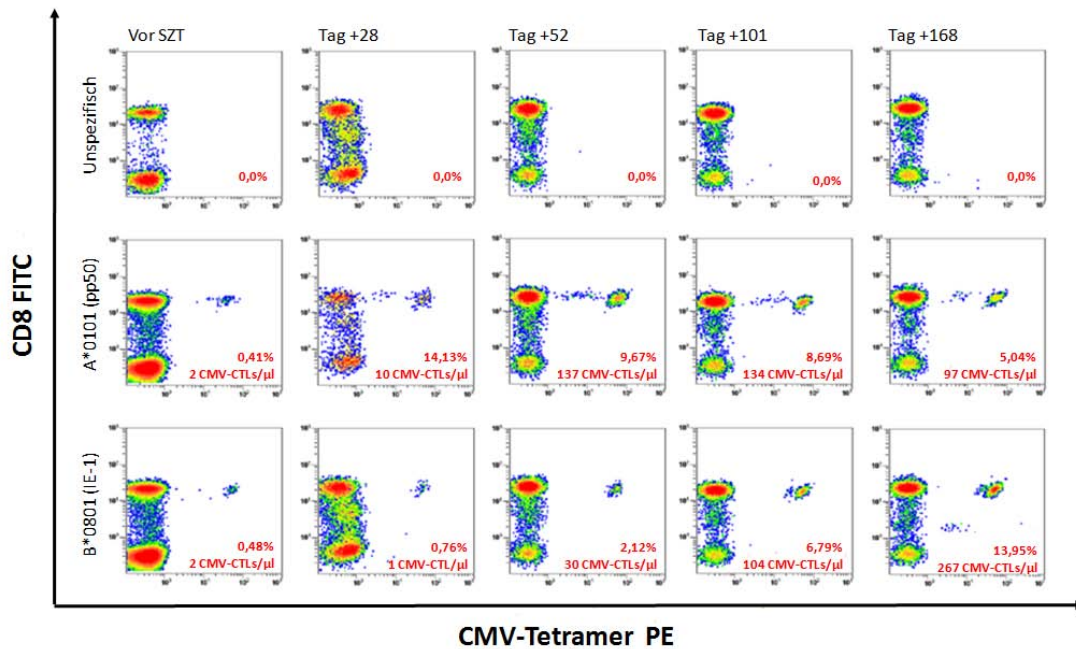 Vor SZT
Tag +28
Tag +52
Tag +101
Tag +168
Unspezifisch
0,0%
0,0%
0,0%
0,0%
0,0%
CD8 FITC
A*0101 (pp50)
0,41%
2 CMV-CTLs/µl
14,13%
10 CMV-CTLs/µl
9,67%
137 CMV-CTLs/µl
8,69%
134 CMV-CTLs/µl
5,04%
97 CMV-CTLs/µl
B*0801 (IE-1)
0,48%
2 CMV-CTLs/µl
0,76%
1 CMV-CTL/µl
2,12%
30 CMV-CTLs/µl
6,79%
104 CMV-CTLs/µl
13,95%
267 CMV-CTLs/µl
CMV-Tetramer PE